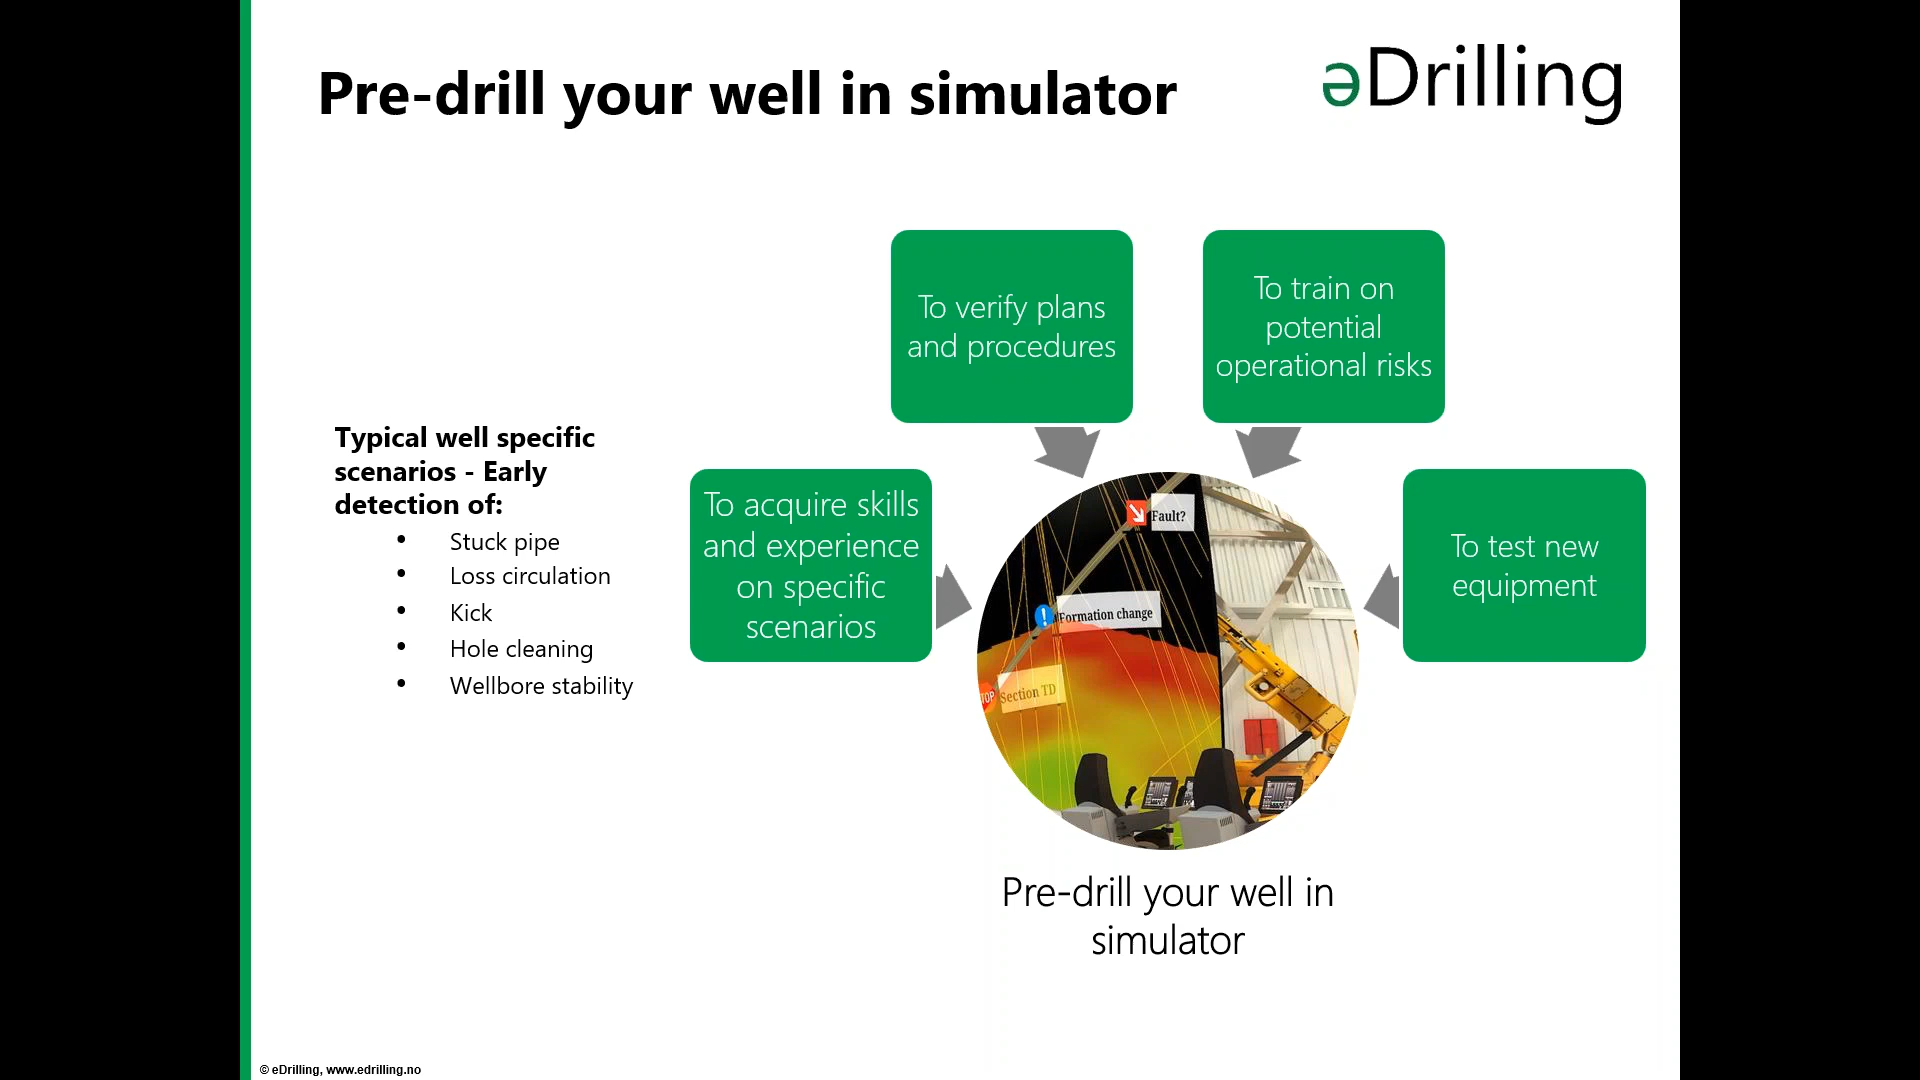 Pre-drill your well in simulator
əDrilling
To verify plans
and procedures
To train on
potential
operational risks
Typical well specific
scenarios - Early
detection of:
• Stuck pipe
• Loss circulation
• Kick
• Hole cleaning
• Wellbore stability
To acquire skills
and experience
on specific
scenarios
To test new
equipment
Fault?
! Formation change
TOP Section TD
Pre-drill your well in
simulator
© eDrilling, www.edrilling.no